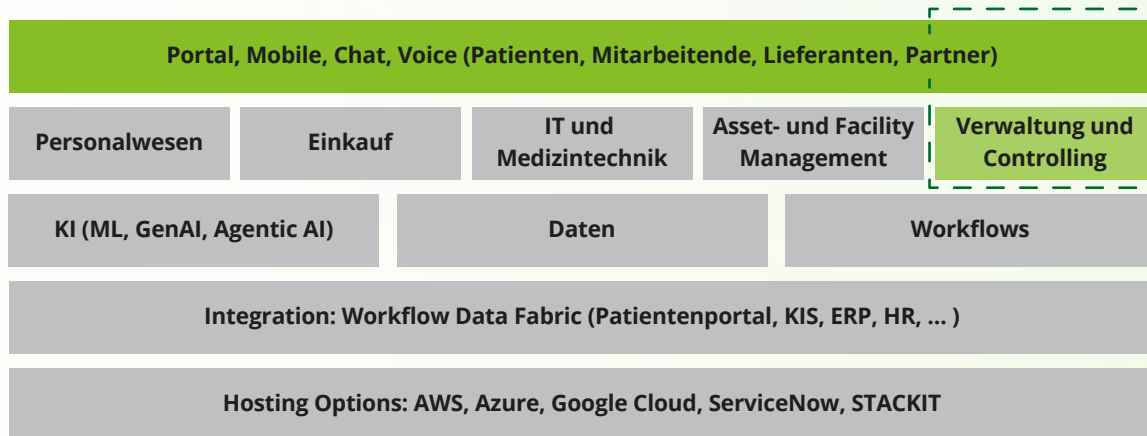 Portal, Mobile, Chat, Voice (Patienten, Mitarbeitende, Lieferanten, Partner)
Personalwesen
Einkauf
IT und
Medizintechnik
Asset- und Facility
Management
Verwaltung und
Controlling
KI (ML, GenAI, Agentic AI)
Daten
Workflows
Integration: Workflow Data Fabric (Patientenportal, KIS, ERP, HR, ... )
Hosting Options: AWS, Azure, Google Cloud, ServiceNow, STACKIT